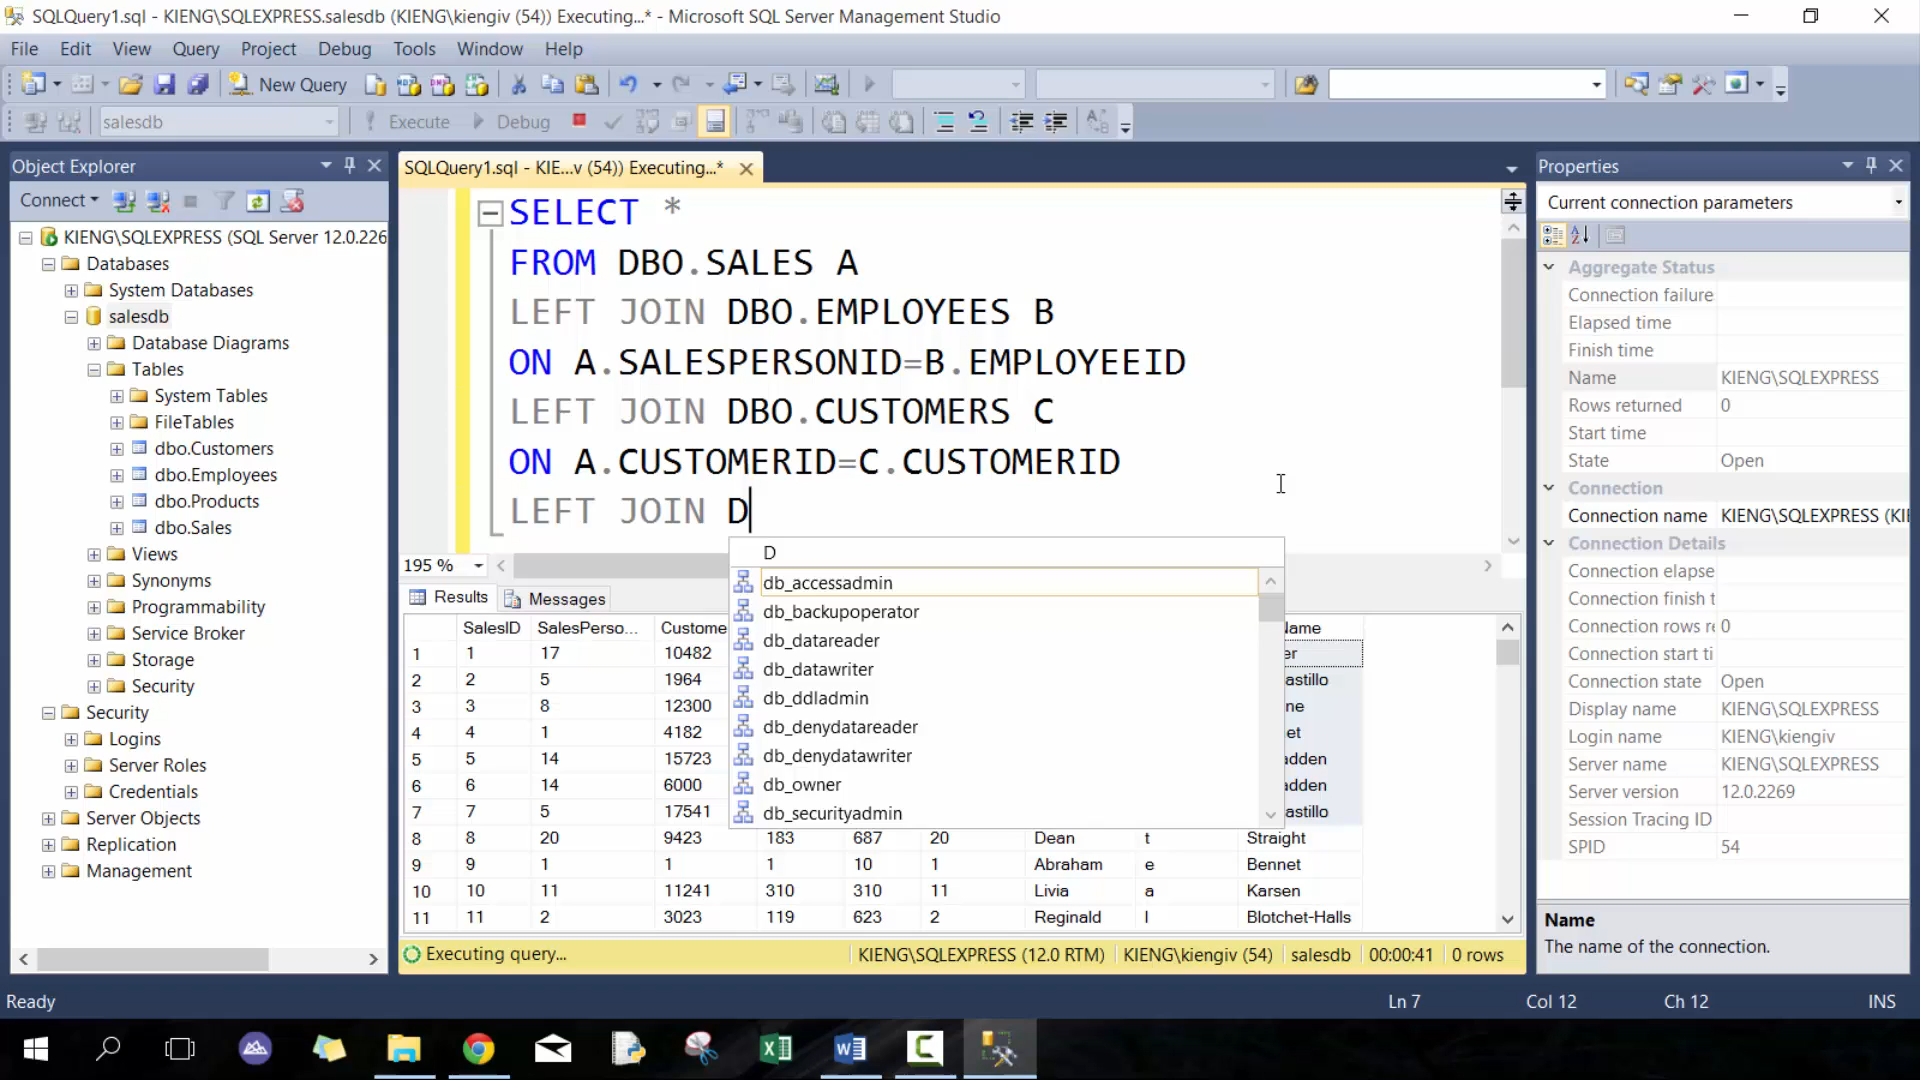 SQLQuery1.sql - KIENG\SQLEXPRESS.salesdb (KIENG\kiengiv (54)) Executing...* - Microsoft SQL Server Management Studio
File Edit View Query Project Debug Tools Window Help
New Query
salesdb Execute Debug
Object Explorer
Connect
KIENG\SQLEXPRESS (SQL Server 12.0.226
Databases
System Databases
salesdb
Database Diagrams
Tables
System Tables
FileTables
dbo.Customers
dbo.Employees
dbo.Products
dbo.Sales
Views
Synonyms
Programmability
Service Broker
Storage
Security
Security
Logins
Server Roles
Credentials
Server Objects
Replication
Management
SQLQuery1.sql - KIE...v (54)) Executing...*
SELECT *
FROM DBO.SALES A
LEFT JOIN DBO.EMPLOYEES B
ON A.SALESPERSONID=B.EMPLOYEEID
LEFT JOIN DBO.CUSTOMERS C
ON A.CUSTOMERID=C.CUSTOMERID
LEFT JOIN D
195 %
D
db_accessadmin
db_backupoperator
db_datareader
db_datawriter
db_ddladmin
db_denydatareader
db_denydatawriter
db_owner
db_securityadmin
Results Messages
SalesID SalesPerso... Custome Name
1 1 17 10482 er
2 2 5 1964 astillo
3 3 8 12300 ne
4 4 1 4182 et
5 5 14 15723 adden
6 6 14 6000 adden
7 7 5 17541 astillo
8 8 20 9423 183 687 20 Dean t Straight
9 9 1 1 1 10 1 Abraham e Bennet
10 10 11 11241 310 310 11 Livia a Karsen
11 11 2 3023 119 623 2 Reginald l Blotchet-Halls
Executing query... KIENG\SQLEXPRESS (12.0 RTM) KIENG\kiengiv (54) salesdb 00:00:41 0 rows
Properties
Current connection parameters
Aggregate Status
Connection failure
Elapsed time
Finish time
Name KIENG\SQLEXPRESS
Rows returned 0
Start time
State Open
Connection
Connection name KIENG\SQLEXPRESS (KI
Connection Details
Connection elapse
Connection finish t
Connection rows re 0
Connection start ti
Connection state Open
Display name KIENG\SQLEXPRESS
Login name KIENG\kiengiv
Server name KIENG\SQLEXPRESS
Server version 12.0.2269
Session Tracing ID
SPID 54
Name
The name of the connection.
Ready Ln 7 Col 12 Ch 12 INS